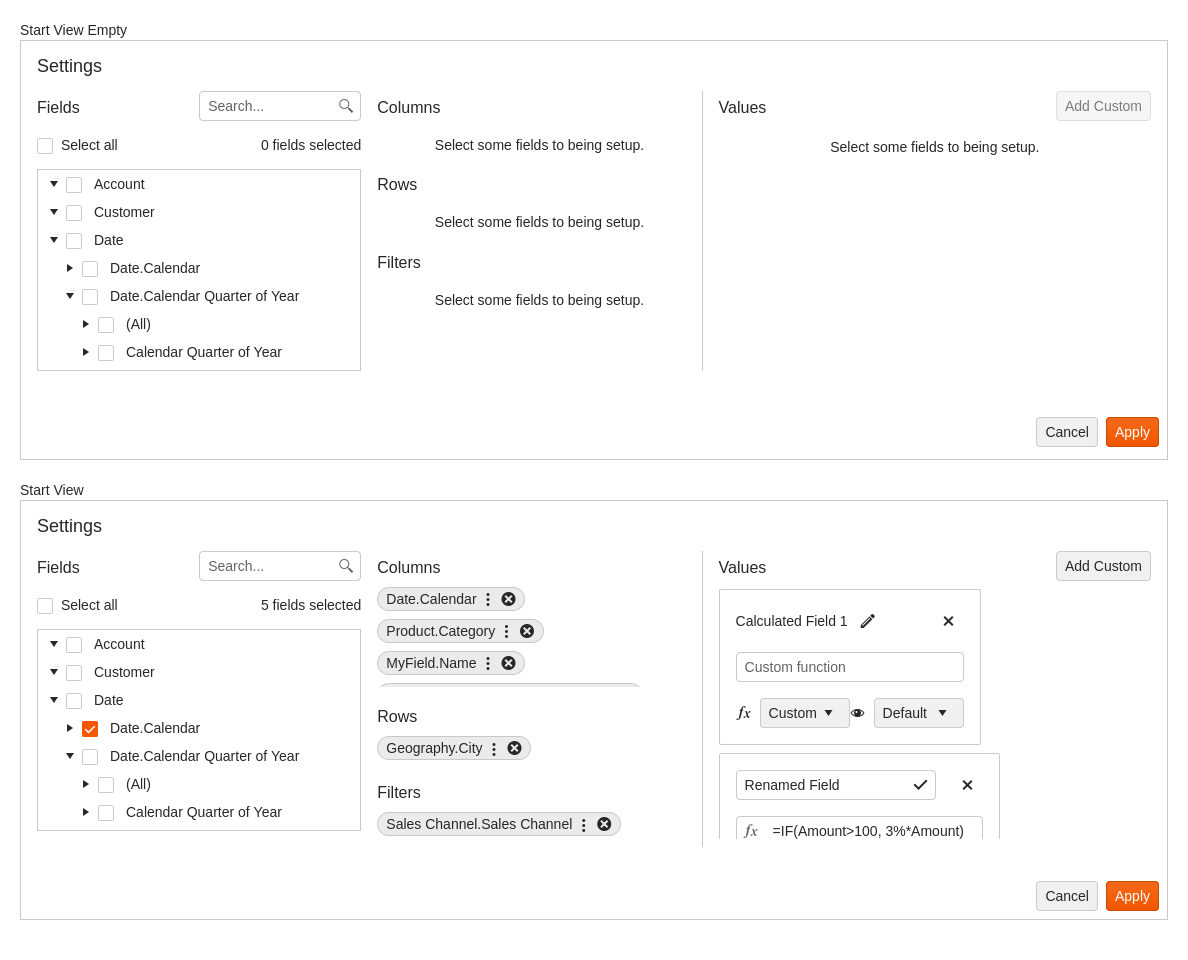 Start View Empty
Settings
Fields
Search...
Select all
0 fields selected
Account
Customer
Date
Date.Calendar
Date.Calendar Quarter of Year
(All)
Calendar Quarter of Year
Columns
Select some fields to being setup.
Rows
Select some fields to being setup.
Filters
Select some fields to being setup.
Values
Add Custom
Select some fields to being setup.
Cancel
Apply
Start View
Settings
Fields
Search...
Select all
5 fields selected
Account
Customer
Date
Date.Calendar
Date.Calendar Quarter of Year
(All)
Calendar Quarter of Year
Columns
Date.Calendar
Product.Category
MyField.Name
Rows
Geography.City
Filters
Sales Channel.Sales Channel
Values
Add Custom
Calculated Field 1
Custom function
fx Custom Default
Renamed Field
fx =IF(Amount>100, 3%*Amount)
Cancel
Apply